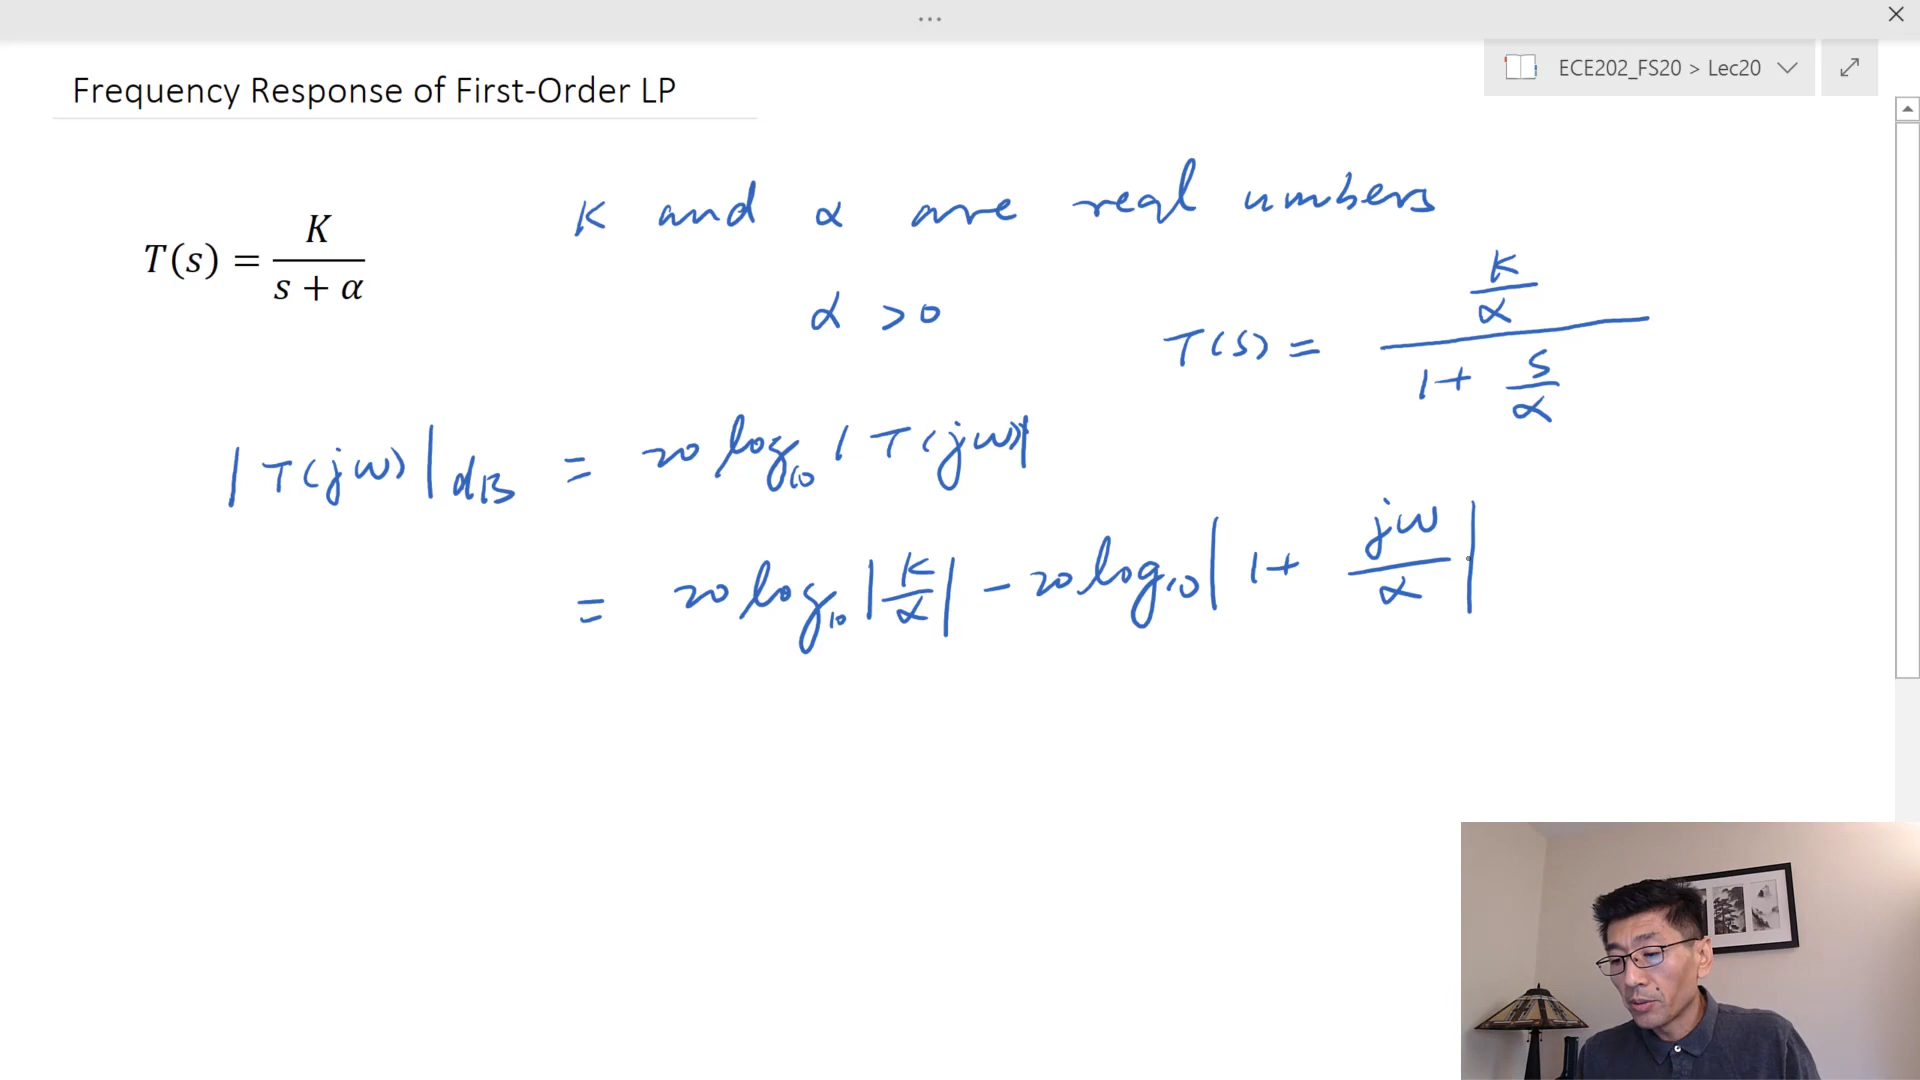 ECE202_FS20 > Lec20
Frequency Response of First-Order LP
K and α are real numbers
T(s) = K / (s + α)
α > 0
T(s) = (K/α) / (1 + s/α)
|T(jω)|dB = 20 log10 |T(jω)|
= 20 log10 |K/α| − 20 log10 |1 + jω/α|